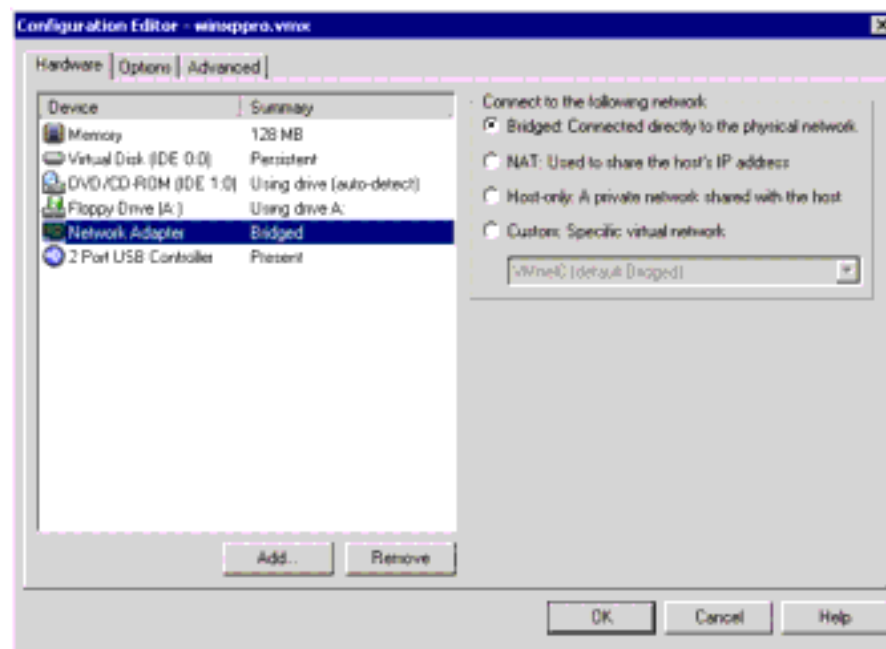 Configuration Editor - winxppro.vmx
Hardware Options Advanced
Device Summary
Memory 128 MB
Virtual Disk (IDE 0:0) Persistent
DVD/CD-ROM (IDE 1:0) Using drive (auto-detect)
Floppy Drive (A:) Using drive A:
Network Adapter Bridged
2 Port USB Controller Present
Add... Remove
Connect to the following network
Bridged: Connected directly to the physical network
NAT: Used to share the host's IP address
Host-only: A private network shared with the host
Custom: Specific virtual network
(default Bridged)
OK Cancel Help